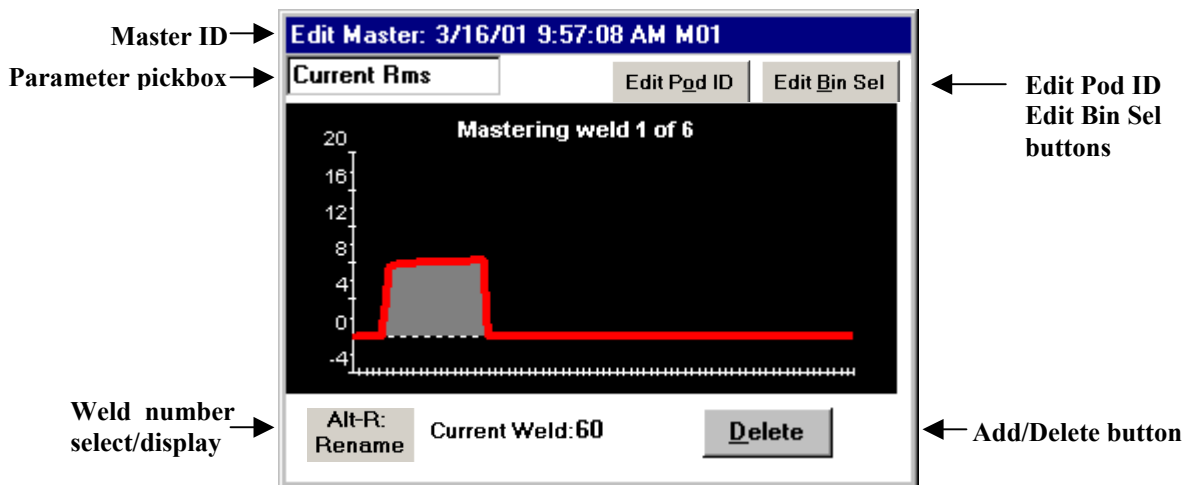 Master ID
Edit Master: 3/16/01 9:57:08 AM M01
Parameter pickbox
Current Rms
Edit Pod ID
Edit Bin Sel
Edit Pod ID
Edit Bin Sel
buttons
Mastering weld 1 of 6
20
16
12
8
4
0
-4
Weld number
select/display
Alt-R:
Rename
Current Weld:60
Delete
Add/Delete button